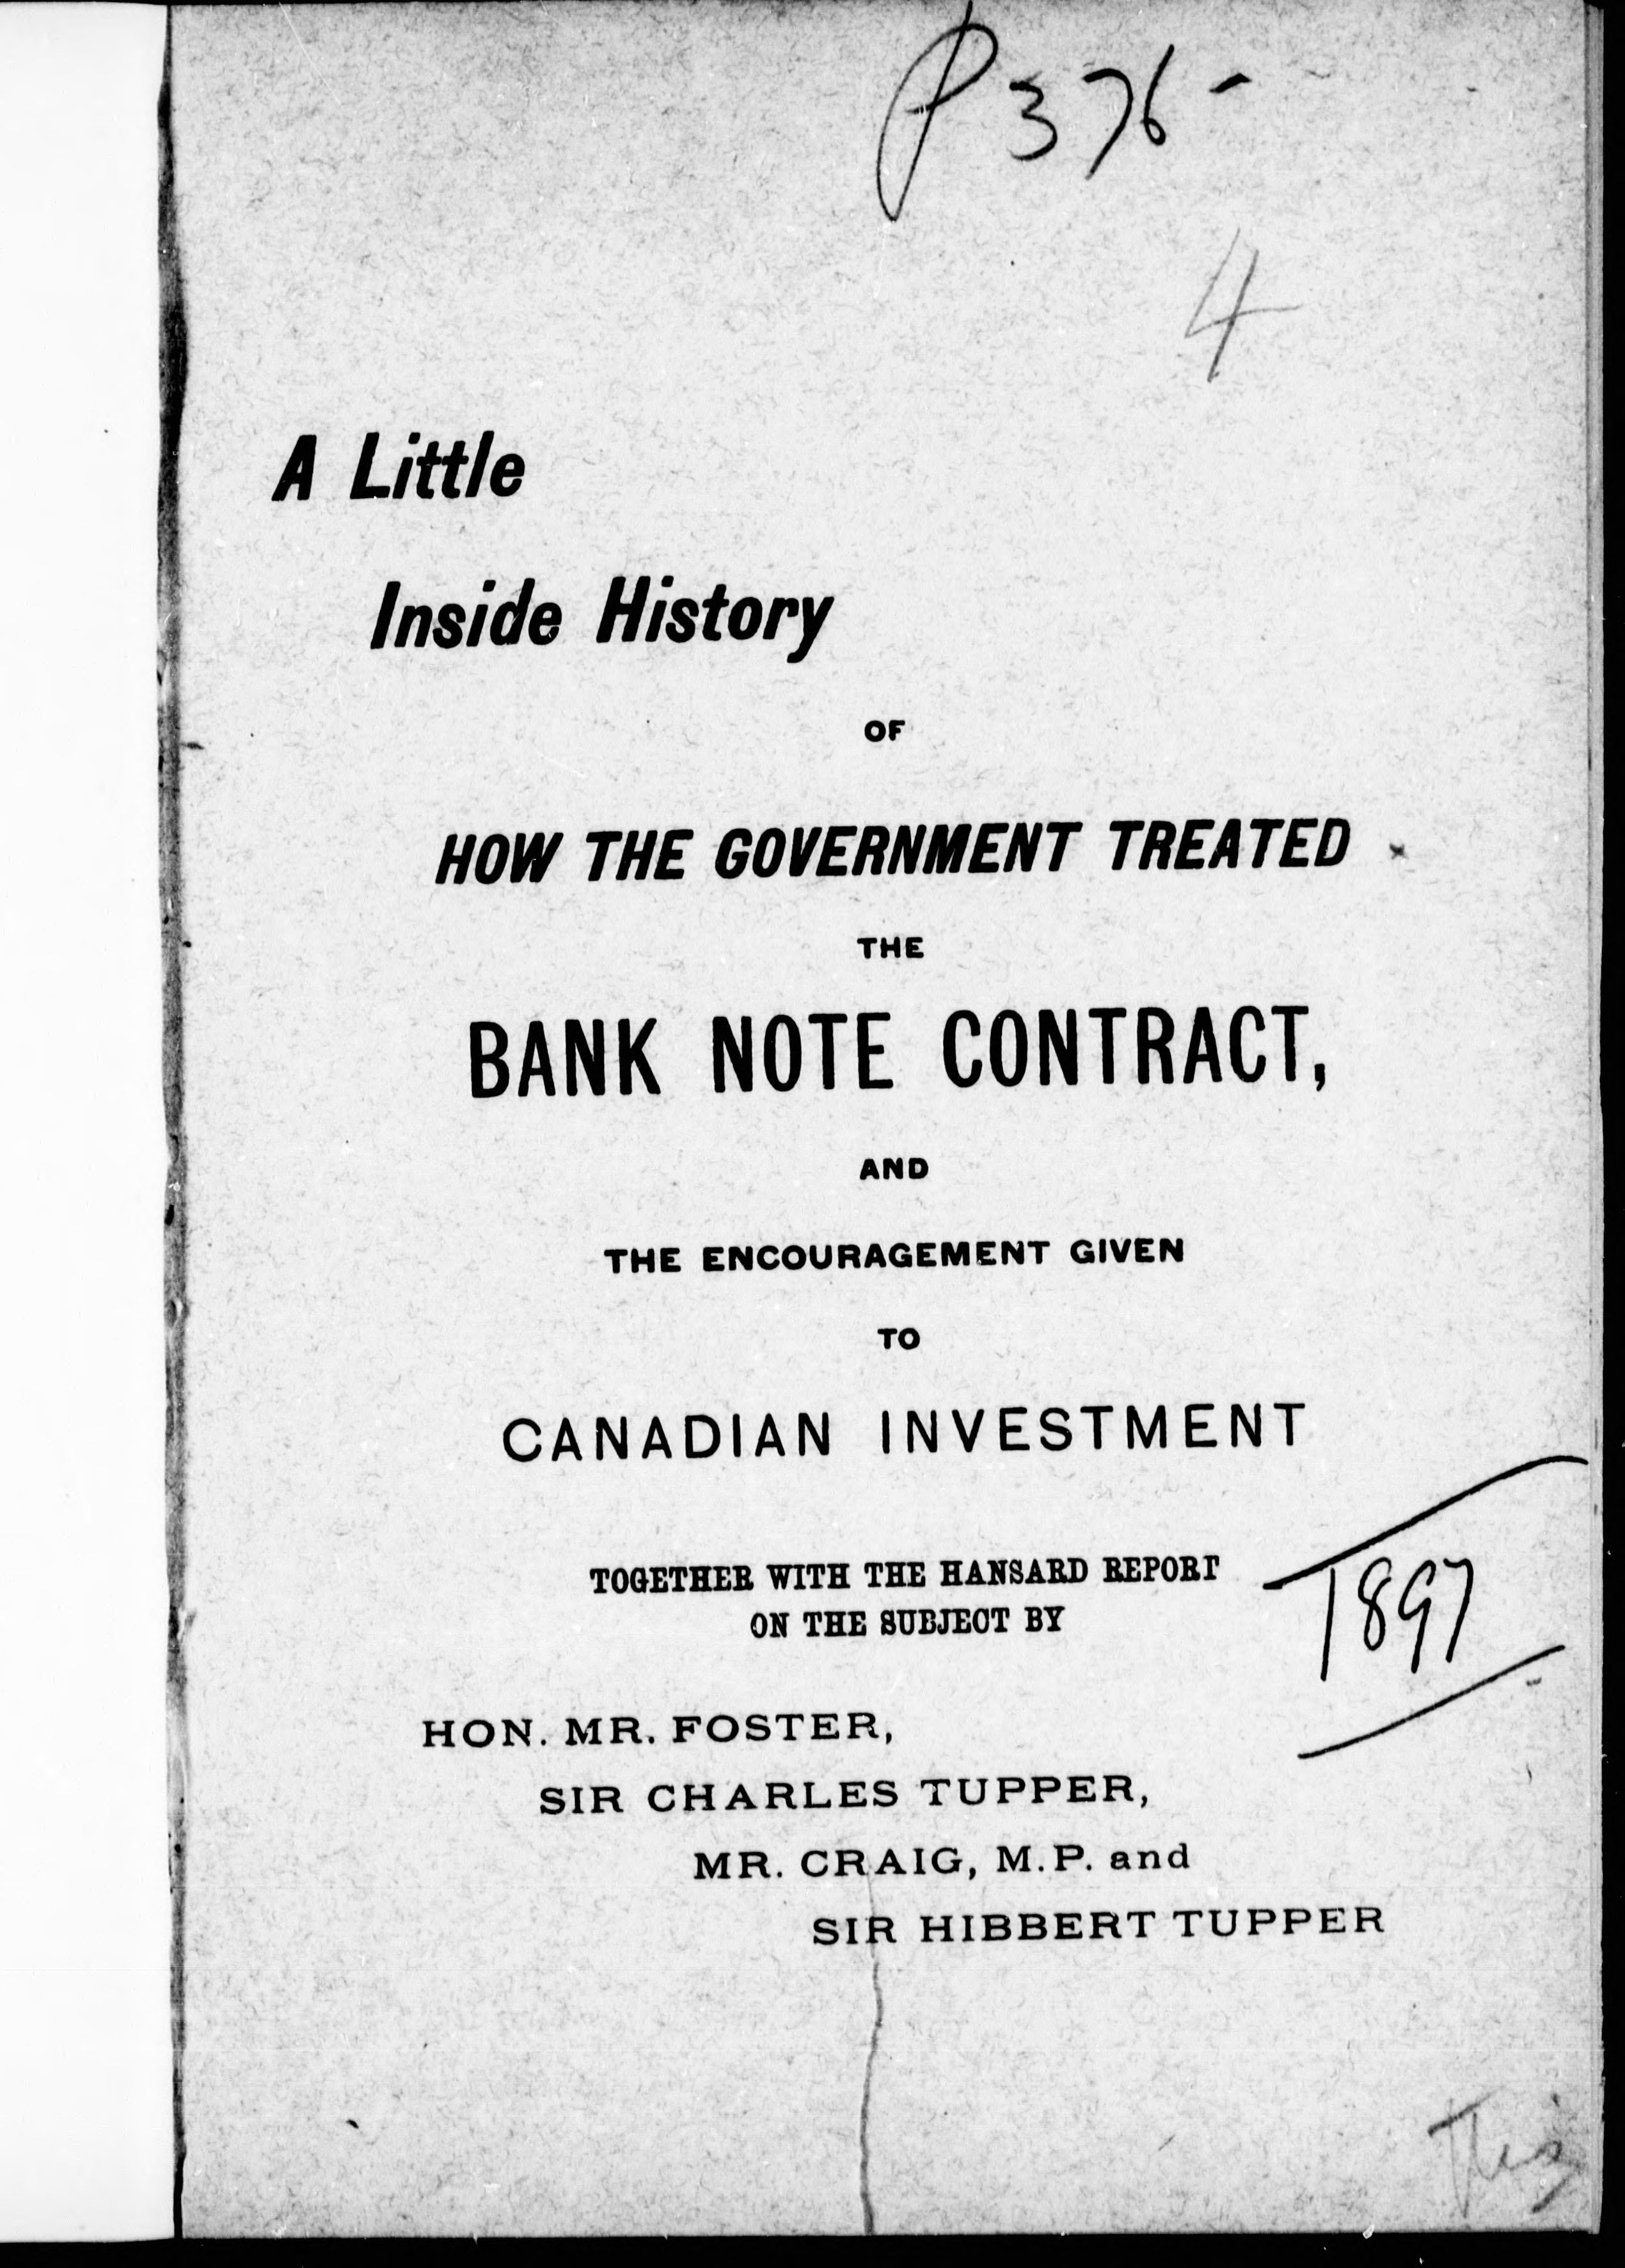 P 376-
4
A Little
Inside History
OF
HOW THE GOVERNMENT TREATED
THE
BANK NOTE CONTRACT,
AND
THE ENCOURAGEMENT GIVEN
TO
CANADIAN INVESTMENT
TOGETHER WITH THE HANSARD REPORT
ON THE SUBJECT BY
1897
HON. MR. FOSTER,
SIR CHARLES TUPPER,
MR. CRAIG, M.P. and
SIR HIBBERT TUPPER